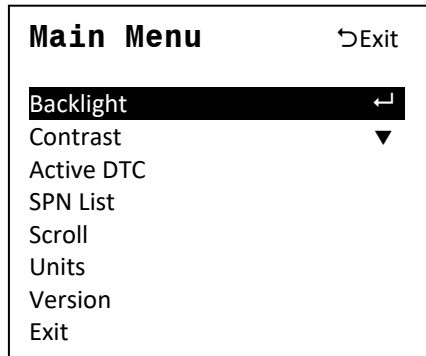 Main Menu ⮌Exit
Backlight ↵
Contrast ▼
Active DTC
SPN List
Scroll
Units
Version
Exit